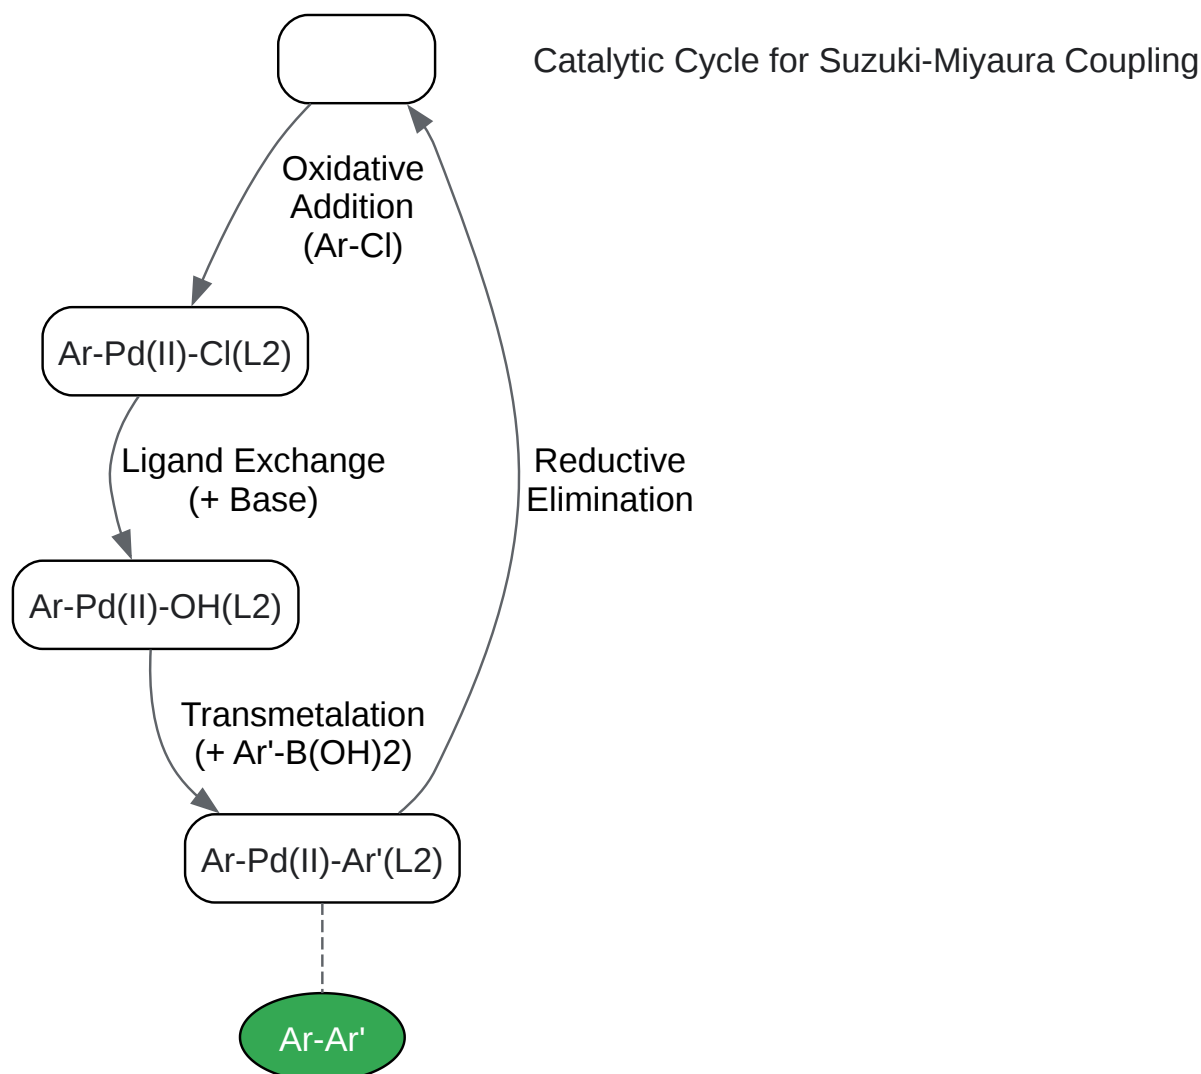 Catalytic Cycle for Suzuki-Miyaura Coupling
Oxidative
Addition
(Ar-Cl)
Ar-Pd(II)-Cl(L2)
Ligand Exchange
(+ Base)
Reductive
Elimination
Ar-Pd(II)-OH(L2)
Transmetalation
(+ Ar'-B(OH)2)
Ar-Pd(II)-Ar'(L2)
Ar-Ar'